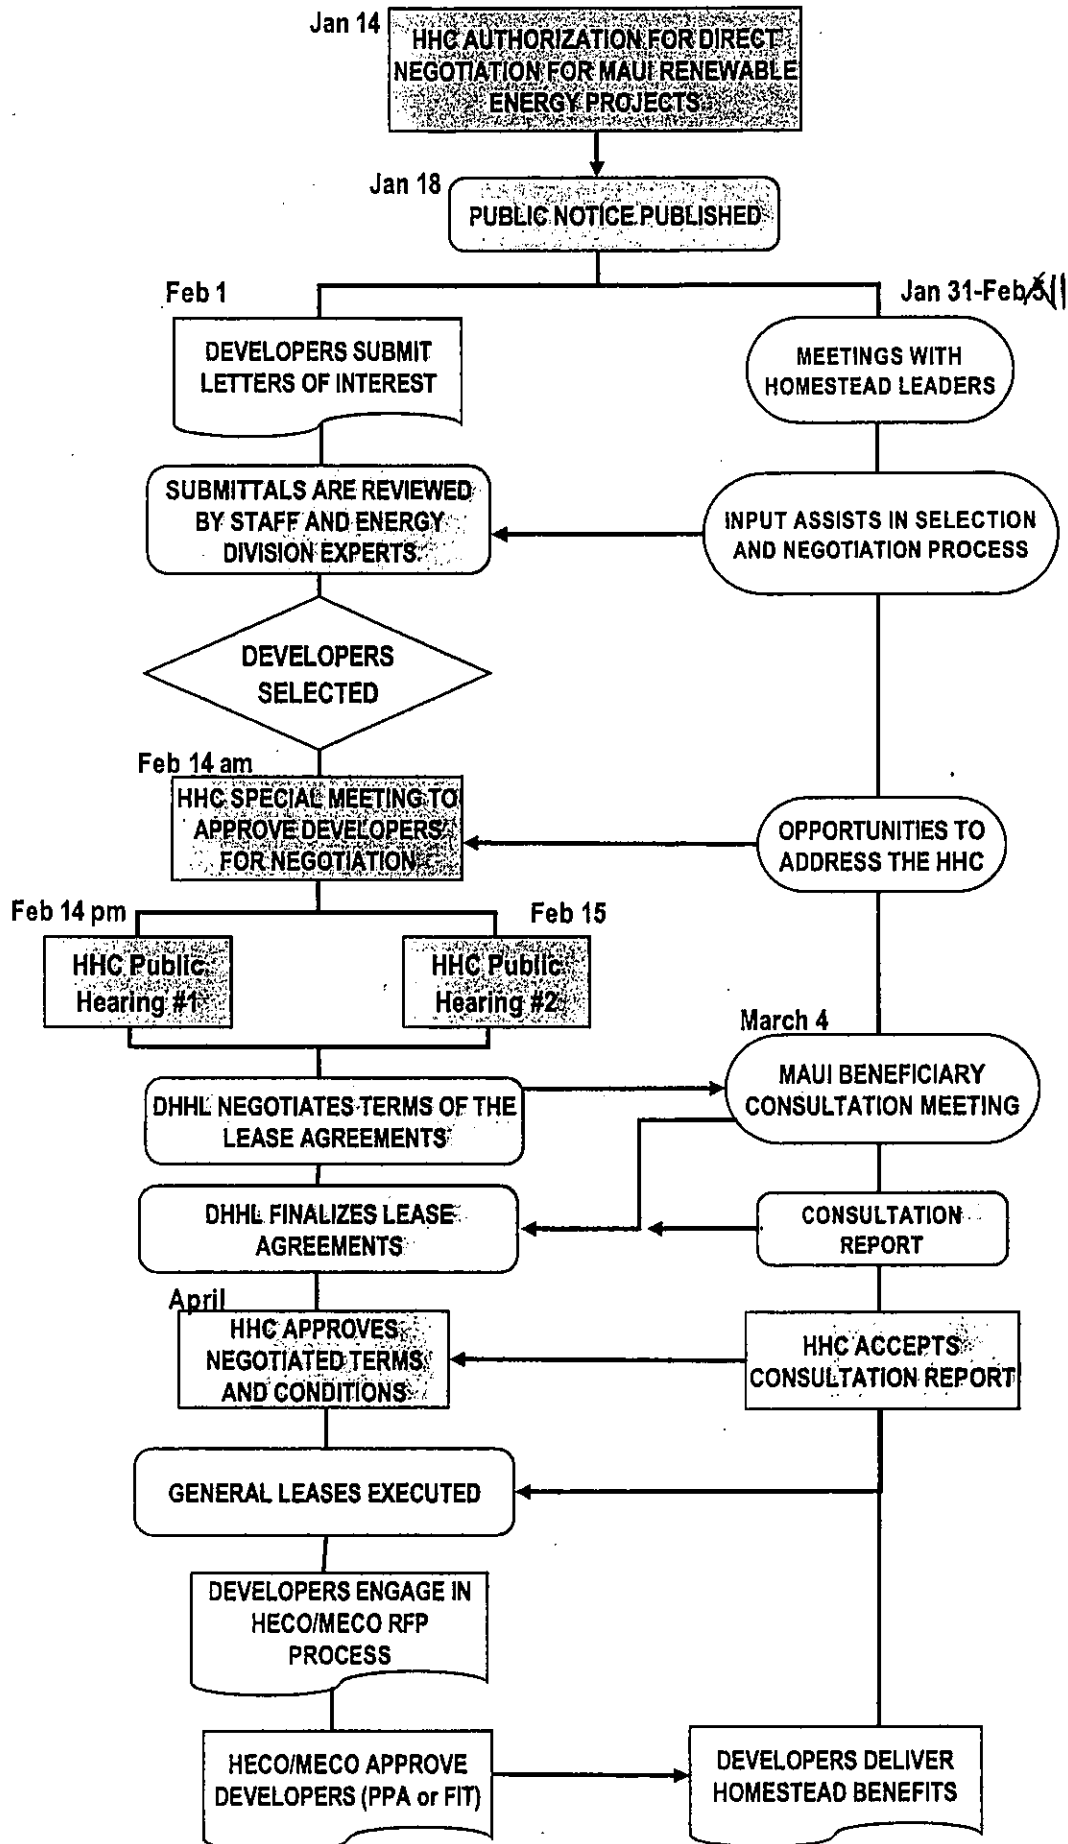 Jan 14
HHC AUTHORIZATION FOR DIRECT
NEGOTIATION FOR MAUI RENEWABLE
ENERGY PROJECTS
Jan 18
PUBLIC NOTICE PUBLISHED
Feb 1
Jan 31-Feb 11
DEVELOPERS SUBMIT
LETTERS OF INTEREST
MEETINGS WITH
HOMESTEAD LEADERS
SUBMITTALS ARE REVIEWED
BY STAFF AND ENERGY
DIVISION EXPERTS.
INPUT ASSISTS IN SELECTION
AND NEGOTIATION PROCESS
DEVELOPERS
SELECTED
Feb 14 am
HHC SPECIAL MEETING TO
APPROVE DEVELOPERS
FOR NEGOTIATION
OPPORTUNITIES TO
ADDRESS THE HHC
Feb 14 pm
Feb 15
HHC Public
Hearing #1
HHC Public
Hearing #2
March 4
MAUI BENEFICIARY
CONSULTATION MEETING
DHHL NEGOTIATES TERMS OF THE
LEASE AGREEMENTS
DHHL FINALIZES LEASE
AGREEMENTS
CONSULTATION
REPORT
April
HHC APPROVES
NEGOTIATED TERMS
AND CONDITIONS
HHC ACCEPTS
CONSULTATION REPORT
GENERAL LEASES EXECUTED
DEVELOPERS ENGAGE IN
HECO/MECO RFP
PROCESS
HECO/MECO APPROVE
DEVELOPERS (PPA or FIT)
DEVELOPERS DELIVER
HOMESTEAD BENEFITS